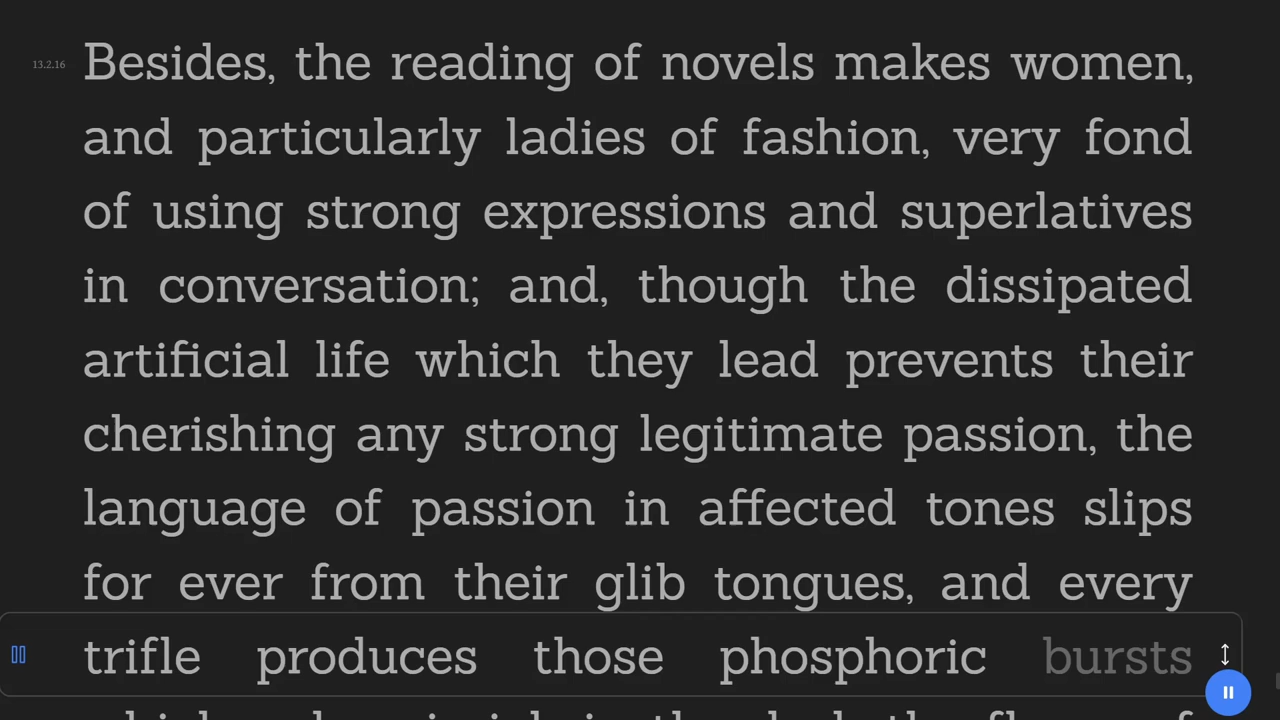 13.2.16
Besides, the reading of novels makes women,
and particularly ladies of fashion, very fond
of using strong expressions and superlatives
in conversation; and, though the dissipated
artificial life which they lead prevents their
cherishing any strong legitimate passion, the
language of passion in affected tones slips
for ever from their glib tongues, and every
trifle produces those phosphoric bursts